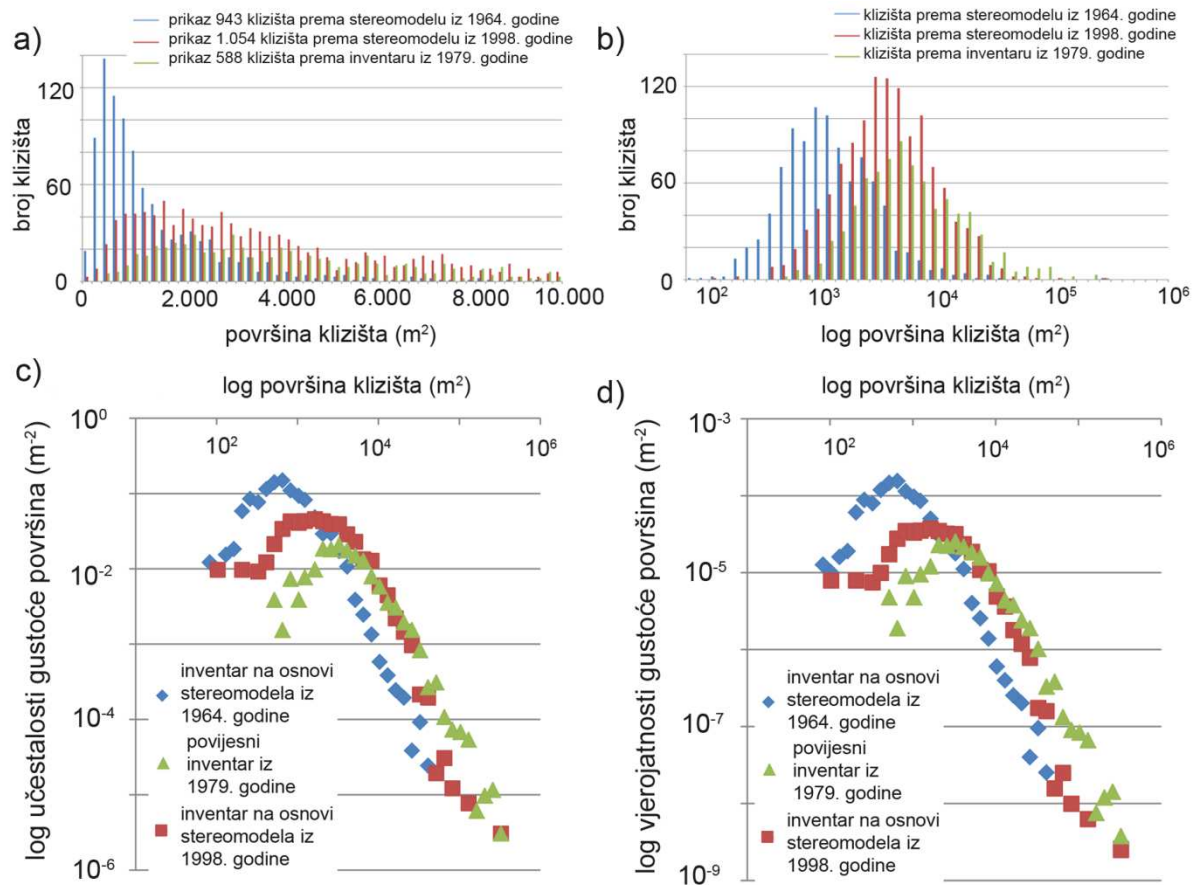 a)
prikaz 943 klizišta prema stereomodelu iz 1964. godine
prikaz 1.054 klizišta prema stereomodelu iz 1998. godine
prikaz 588 klizišta prema inventaru iz 1979. godine
broj klizišta
120
60
0
0 2.000 4.000 6.000 8.000 10.000
površina klizišta (m²)
b)
klizišta prema stereomodelu iz 1964. godine
klizišta prema stereomodelu iz 1998. godine
klizišta prema inventaru iz 1979. godine
broj klizišta
120
60
0
10² 10³ 10⁴ 10⁵ 10⁶
log površina klizišta (m²)
c)
log površina klizišta (m²)
10⁰
10² 10⁴ 10⁶
10⁻²
10⁻⁴
10⁻⁶
log učestalosti gustoće površina (m⁻²)
inventar na osnovi
stereomodela iz
1964. godine
povijesni
inventar iz
1979. godine
inventar na osnovi
stereomodela iz
1998. godine
d)
log površina klizišta (m²)
10⁻³
10² 10⁴ 10⁶
10⁻⁵
10⁻⁷
10⁻⁹
log vjerojatnosti gustoće površina (m⁻²)
inventar na osnovi
stereomodela iz
1964. godine
povijesni
inventar iz
1979. godine
inventar na osnovi
stereomodela iz
1998. godine